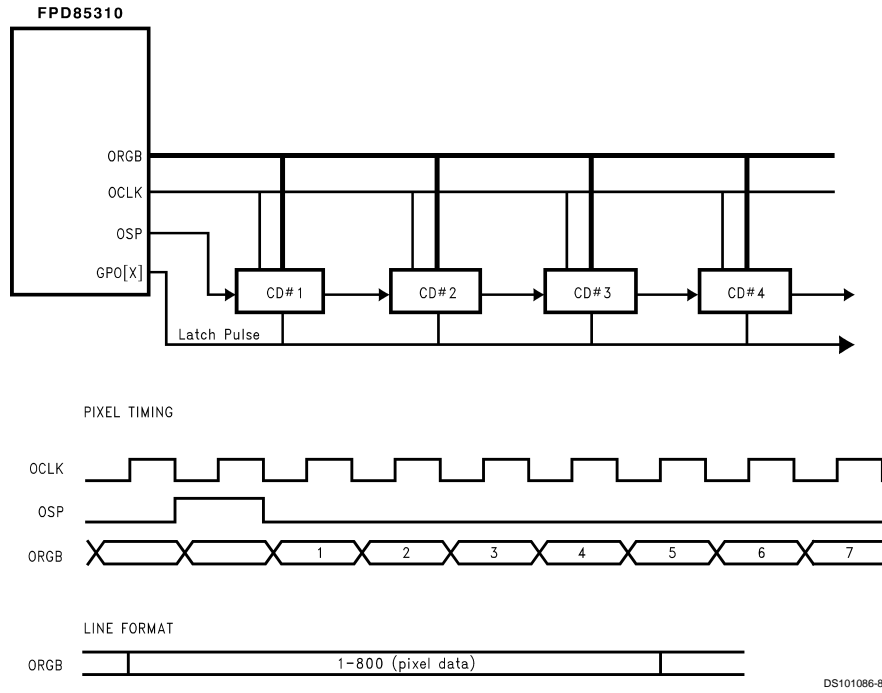 FPD85310
ORGB
OCLK
OSP
GPO[X]
CD#1
CD#2
CD#3
CD#4
Latch Pulse
PIXEL TIMING
OCLK
OSP
ORGB 1 2 3 4 5 6 7
LINE FORMAT
ORGB 1-800 (pixel data)
DS101086-8